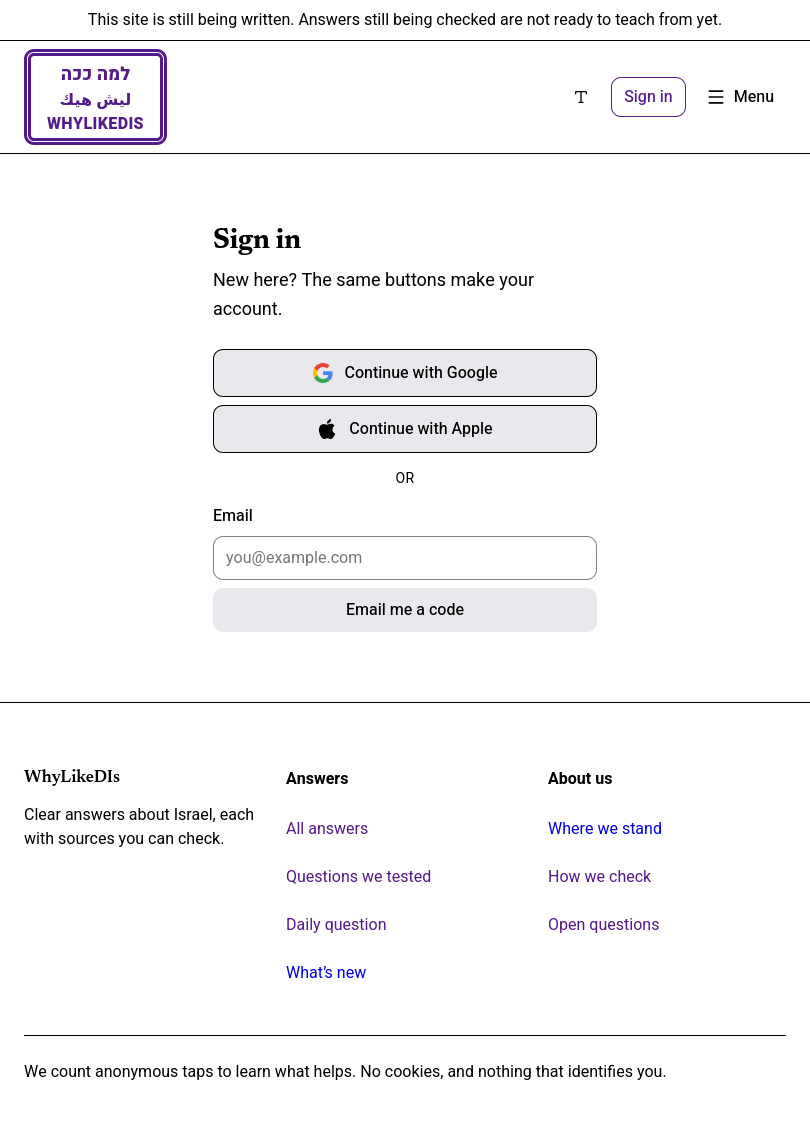 This site is still being written. Answers still being checked are not ready to teach from yet.
למה ככה
ليش هيك
WHYLIKEDIS
T
Sign in
Menu
Sign in
New here? The same buttons make your
account.
Continue with Google
Continue with Apple
OR
Email
you@example.com
Email me a code
WhyLikeDIs
Clear answers about Israel, each
with sources you can check.
Answers
All answers
Questions we tested
Daily question
What’s new
About us
Where we stand
How we check
Open questions
We count anonymous taps to learn what helps. No cookies, and nothing that identifies you.